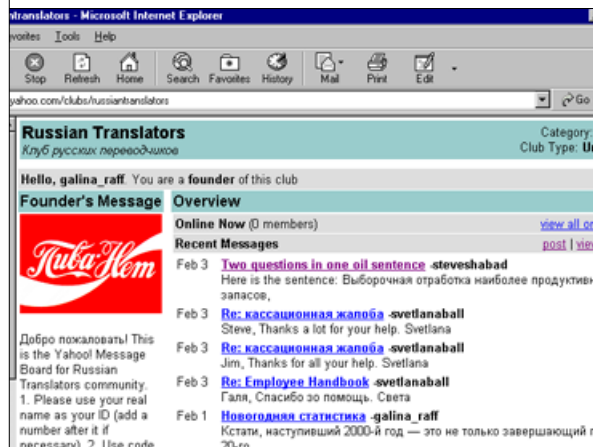 ntranslators - Microsoft Internet Explorer
vorites Tools Help
Stop Refresh Home Search Favorites History Mail Print Edit
yahoo.com/clubs/russiantranslators Go
Russian Translators Category:
Клуб русских переводчиков Club Type:
Hello, galina_raff. You are a founder of this club
Founder's Message Overview
Online Now (0 members) view all
Recent Messages post |
Пива-Нет
Feb 3 Two questions in one oil sentence -steveshabad
Here is the sentence: Выборочная отработка наиболее
запасов,
Feb 3 Re: кассационная жалоба -svetlanaball
Steve, Thanks a lot for your help. Svetlana
Feb 3 Re: кассационная жалоба -svetlanaball
Jim, Thanks for all your help. Svetlana
Feb 3 Re: Employee Handbook -svetlanaball
Галя, Спасибо за помощь. Света
Feb 1 Новогодняя статистика -galina_raff
Кстати, наступивший 2000-й год — это не только завершающий
20-го
Добро пожаловать! This
is the Yahoo! Message
Board for Russian
Translators community.
1. Please use your real
name as your ID (add a
number after it if
necessary). 2. Use code